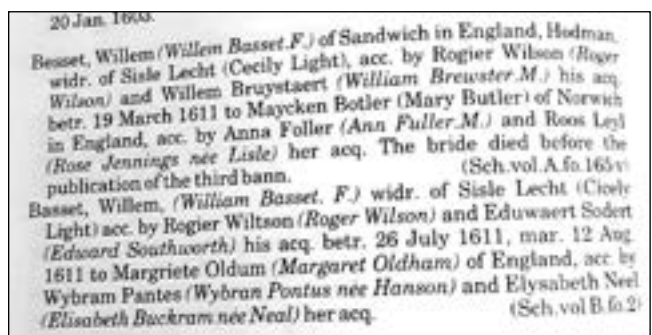 20 Jan. 1603.
Besset, Willem (Willem Basset.F.) of Sandwich in England, Hodman,
widr. of Sisle Lecht (Cecily Light), acc. by Rogier Wilson (Roger
Wilson) and Willem Bruystaert (William Brewster.M.) his acq.
betr. 19 March 1611 to Maycken Botler (Mary Butler) of Norwich
in England, acc. by Anna Foller (Ann Fuller.M.) and Roos Leyl
(Rose Jennings née Lisle) her acq. The bride died before the
publication of the third bann. (Sch.vol.A.fo.165v)
Basset, Willem, (William Basset. F.) widr. of Sisle Lecht (Cicely
Light) acc. by Rogier Wiltson (Roger Wilson) and Eduwaert Sodert
(Edward Southworth) his acq. betr. 26 July 1611, mar. 12 Aug.
1611 to Margriete Oldum (Margaret Oldham) of England, acc by
Wybram Pantes (Wybran Pontus née Hanson) and Elysabeth Neel
(Elisabeth Buckram née Neal) her acq. (Sch.vol B.fo.2)